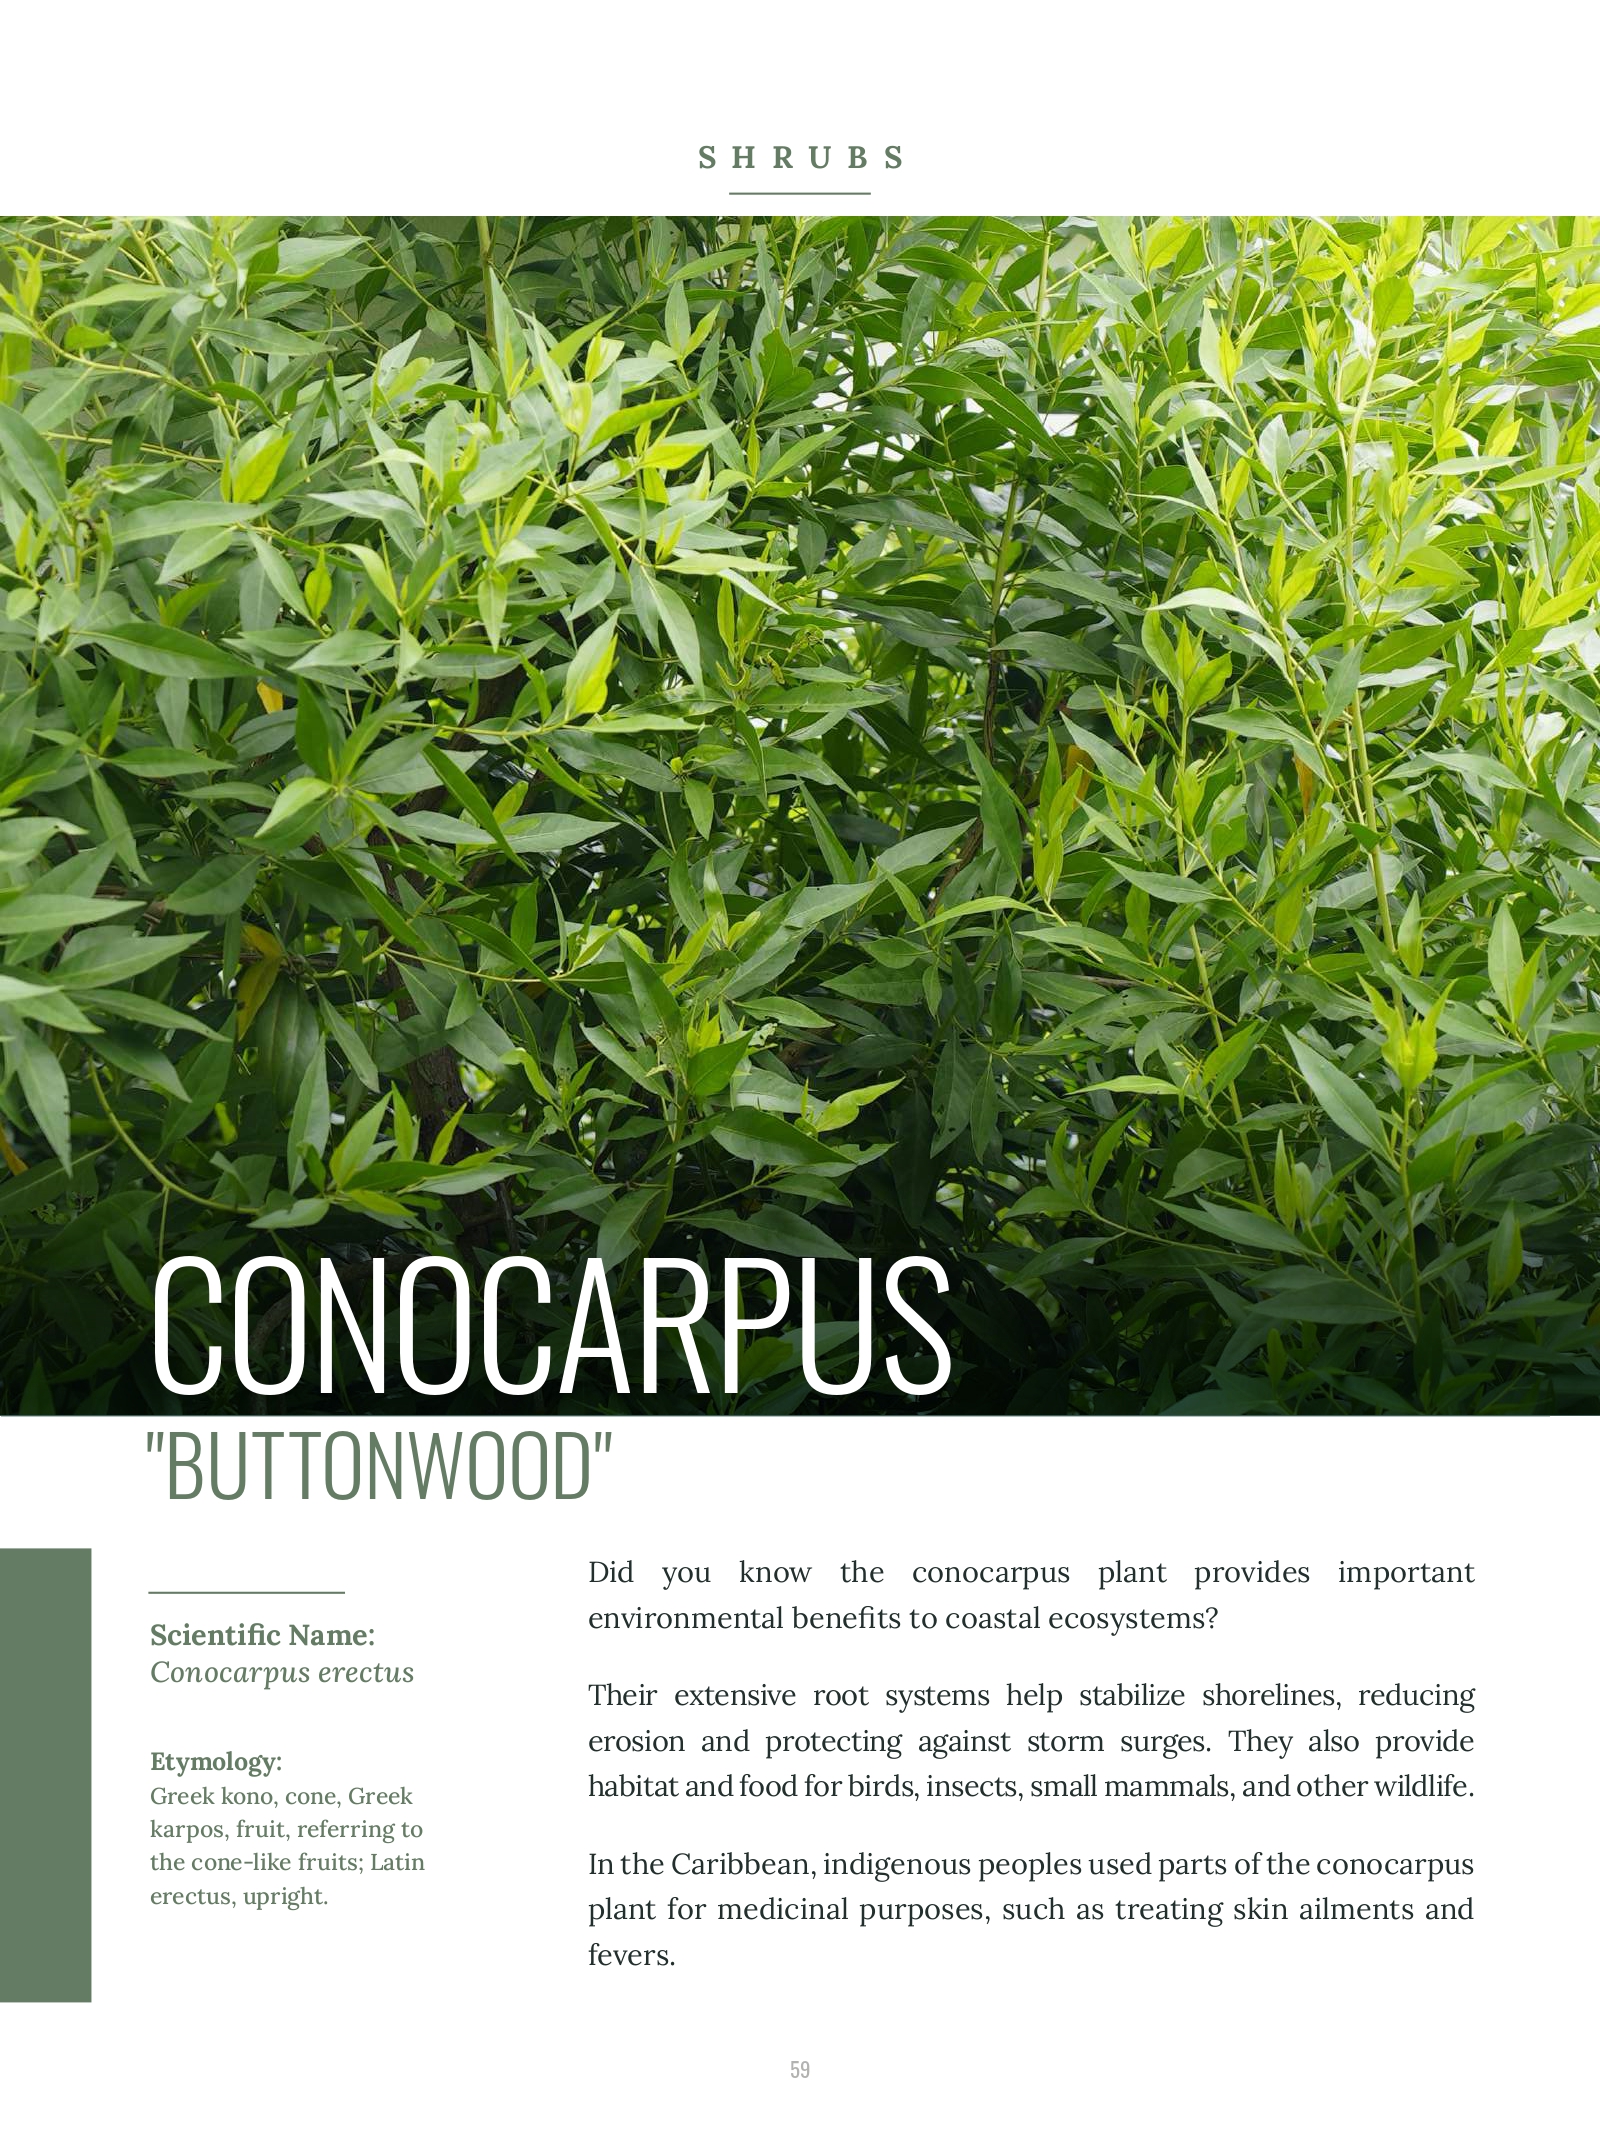 SHRUBS
CONOCARPUS
"BUTTONWOOD"
Scientific Name:
Conocarpus erectus
Etymology:
Greek kono, cone, Greek
karpos, fruit, referring to
the cone-like fruits; Latin
erectus, upright.
Did you know the conocarpus plant provides important
environmental benefits to coastal ecosystems?
Their extensive root systems help stabilize shorelines, reducing
erosion and protecting against storm surges. They also provide
habitat and food for birds, insects, small mammals, and other wildlife.
In the Caribbean, indigenous peoples used parts of the conocarpus
plant for medicinal purposes, such as treating skin ailments and
fevers.
59